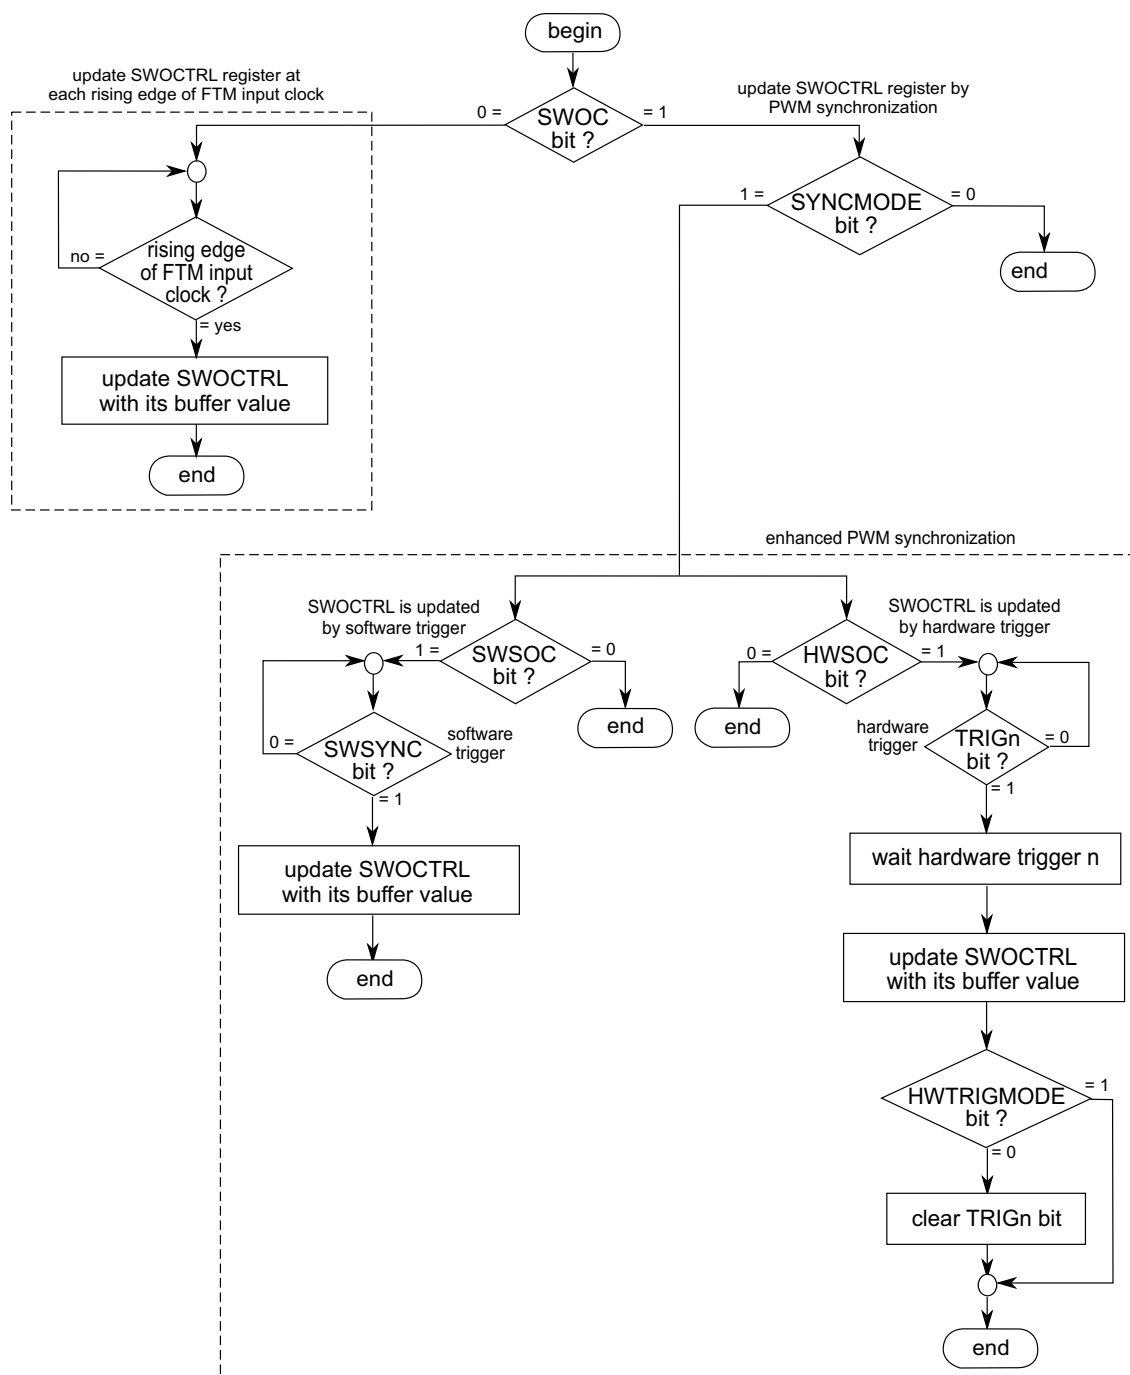 begin
update SWOCTRL register at
each rising edge of FTM input clock
0 =
SWOC
bit ?
= 1
update SWOCTRL register by
PWM synchronization
1 =
SYNCMODE
bit ?
= 0
end
no =
rising edge
of FTM input
clock ?
= yes
update SWOCTRL
with its buffer value
end
enhanced PWM synchronization
SWOCTRL is updated
by software trigger
1 =
SWSOC
bit ?
= 0
end
0 =
SWSYNC
bit ?
software
trigger
= 1
update SWOCTRL
with its buffer value
end
SWOCTRL is updated
by hardware trigger
0 =
HWSOC
bit ?
= 1
end
hardware
trigger
TRIGn
bit ?
= 0
= 1
wait hardware trigger n
update SWOCTRL
with its buffer value
HWTRIGMODE
bit ?
= 1
= 0
clear TRIGn bit
end